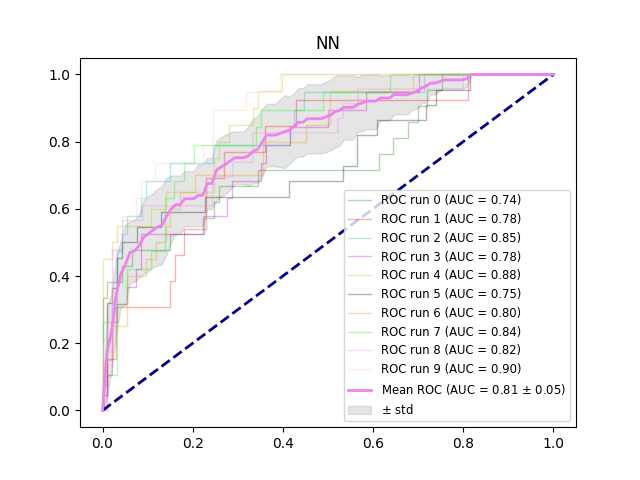 NN
1.0
0.8
0.6
0.4
0.2
0.0
0.0 0.2 0.4 0.6 0.8 1.0
ROC run 0 (AUC = 0.74)
ROC run 1 (AUC = 0.78)
ROC run 2 (AUC = 0.85)
ROC run 3 (AUC = 0.78)
ROC run 4 (AUC = 0.88)
ROC run 5 (AUC = 0.75)
ROC run 6 (AUC = 0.80)
ROC run 7 (AUC = 0.84)
ROC run 8 (AUC = 0.82)
ROC run 9 (AUC = 0.90)
Mean ROC (AUC = 0.81 ± 0.05)
± std